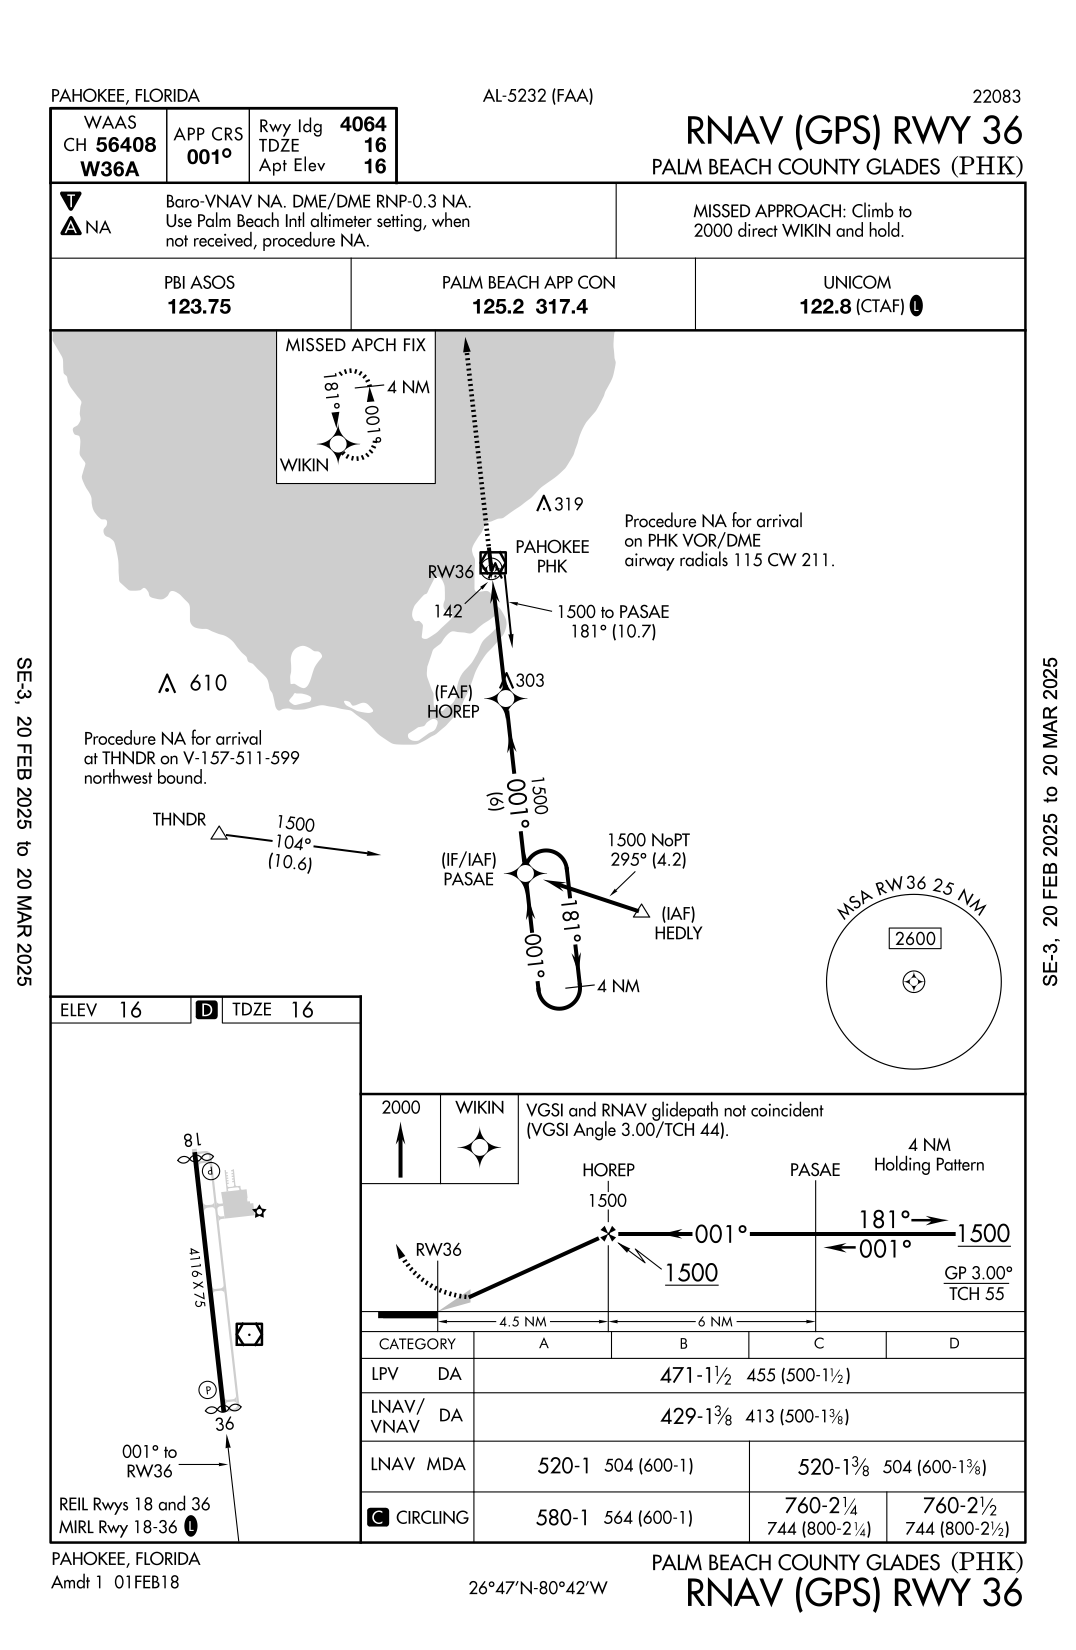 PAHOKEE, FLORIDA
AL-5232 (FAA)
22083
WAAS
CH 56408
W36A
APP CRS
001°
Rwy ldg 4064
TDZE 16
Apt Elev 16
RNAV (GPS) RWY 36
PALM BEACH COUNTY GLADES (PHK)
T
A NA
Baro-VNAV NA. DME/DME RNP-0.3 NA.
Use Palm Beach Intl altimeter setting, when
not received, procedure NA.
MISSED APPROACH: Climb to
2000 direct WIKIN and hold.
PBI ASOS
123.75
PALM BEACH APP CON
125.2 317.4
UNICOM
122.8 (CTAF) L
MISSED APCH FIX
181°
4 NM
001°
WIKIN
319
Procedure NA for arrival
on PHK VOR/DME
airway radials 115 CW 211.
PAHOKEE
PHK
RW36
142
1500 to PASAE
181° (10.7)
610
303
(FAF)
HOREP
Procedure NA for arrival
at THNDR on V-157-511-599
northwest bound.
1500
001°
(6)
THNDR
1500
104°
(10.6)
(IF/IAF)
PASAE
1500 NoPT
295° (4.2)
(IAF)
HEDLY
181°
001°
4 NM
MSA RW36 25 NM
2600
SE-3, 20 FEB 2025 to 20 MAR 2025
SE-3, 20 FEB 2025 to 20 MAR 2025
ELEV 16
D
TDZE 16
18
P
4116 X 75
P
36
001° to
RW36
REIL Rwys 18 and 36
MIRL Rwy 18-36 L
2000
WIKIN
VGSI and RNAV glidepath not coincident
(VGSI Angle 3.00/TCH 44).
4 NM
Holding Pattern
HOREP
PASAE
1500
181°
001°
1500
001°
RW36
1500
GP 3.00°
TCH 55
4.5 NM
6 NM
CATEGORY A B C D
LPV DA 471-1½ 455 (500-1½)
LNAV/
VNAV DA 429-1⅜ 413 (500-1⅜)
LNAV MDA 520-1 504 (600-1) 520-1⅜ 504 (600-1⅜)
C CIRCLING 580-1 564 (600-1)
760-2¼
744 (800-2¼)
760-2½
744 (800-2½)
PAHOKEE, FLORIDA
Amdt 1 01FEB18
26°47'N-80°42'W
PALM BEACH COUNTY GLADES (PHK)
RNAV (GPS) RWY 36